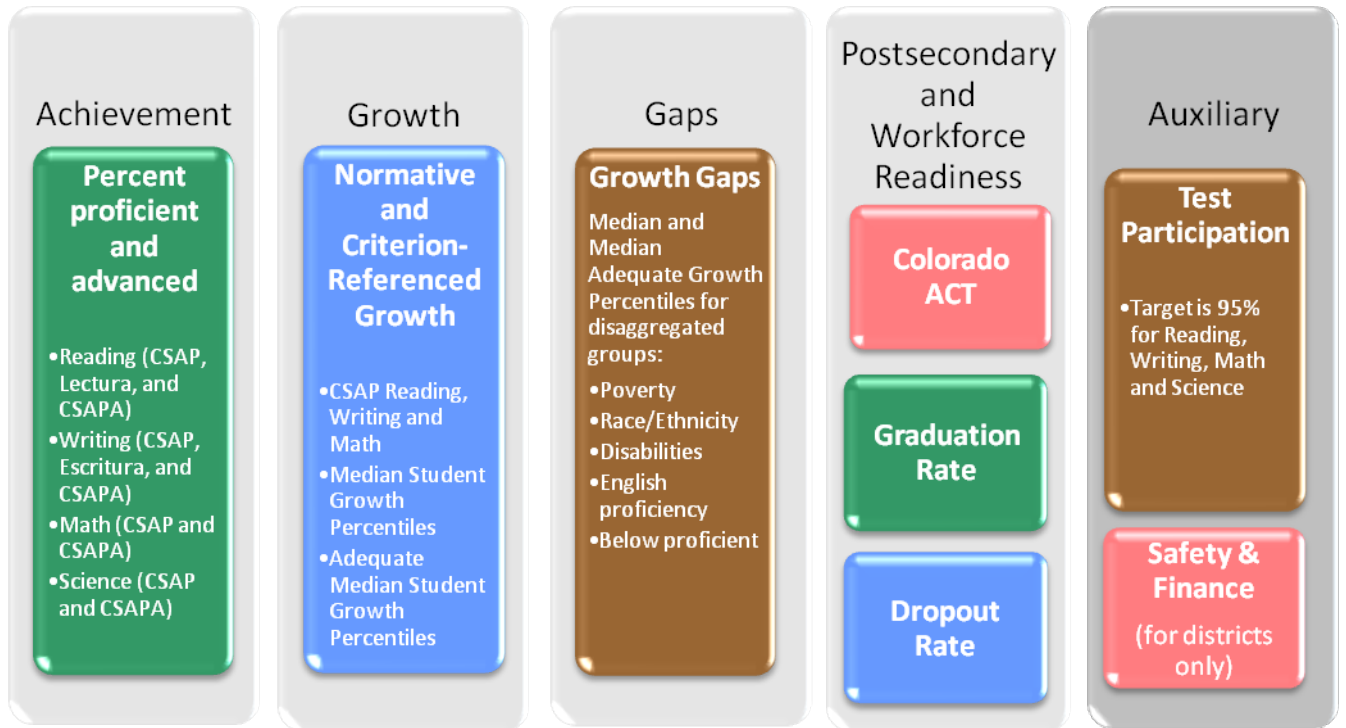 Achievement
Percent
proficient
and
advanced
•Reading (CSAP,
Lectura, and
CSAPA)
•Writing (CSAP,
Escritura, and
CSAPA)
•Math (CSAP and
CSAPA)
•Science (CSAP
and CSAPA)
Growth
Normative
and
Criterion-
Referenced
Growth
•CSAP Reading,
Writing and
Math
•Median Student
Growth
Percentiles
•Adequate
Median Student
Growth
Percentiles
Gaps
Growth Gaps
Median and
Median
Adequate Growth
Percentiles for
disaggregated
groups:
•Poverty
•Race/Ethnicity
•Disabilities
•English
proficiency
•Below proficient
Postsecondary
and
Workforce
Readiness
Colorado
ACT
Graduation
Rate
Dropout
Rate
Auxiliary
Test
Participation
•Target is 95%
for Reading,
Writing, Math
and Science
Safety &
Finance
(for districts
only)